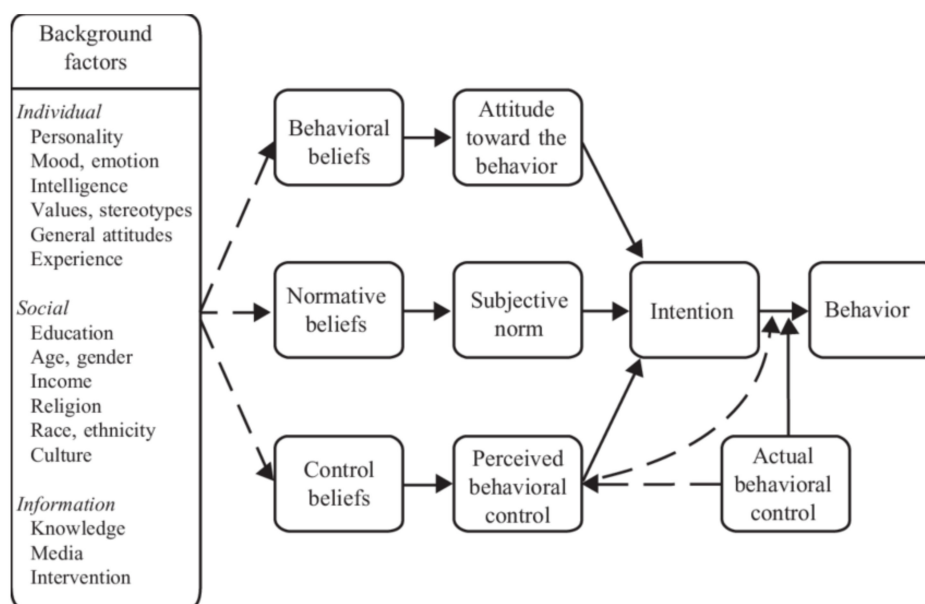 Background
factors
Individual
Personality
Mood, emotion
Intelligence
Values, stereotypes
General attitudes
Experience
Social
Education
Age, gender
Income
Religion
Race, ethnicity
Culture
Information
Knowledge
Media
Intervention
Behavioral
beliefs
Attitude
toward the
behavior
Normative
beliefs
Subjective
norm
Intention
Behavior
Control
beliefs
Perceived
behavioral
control
Actual
behavioral
control